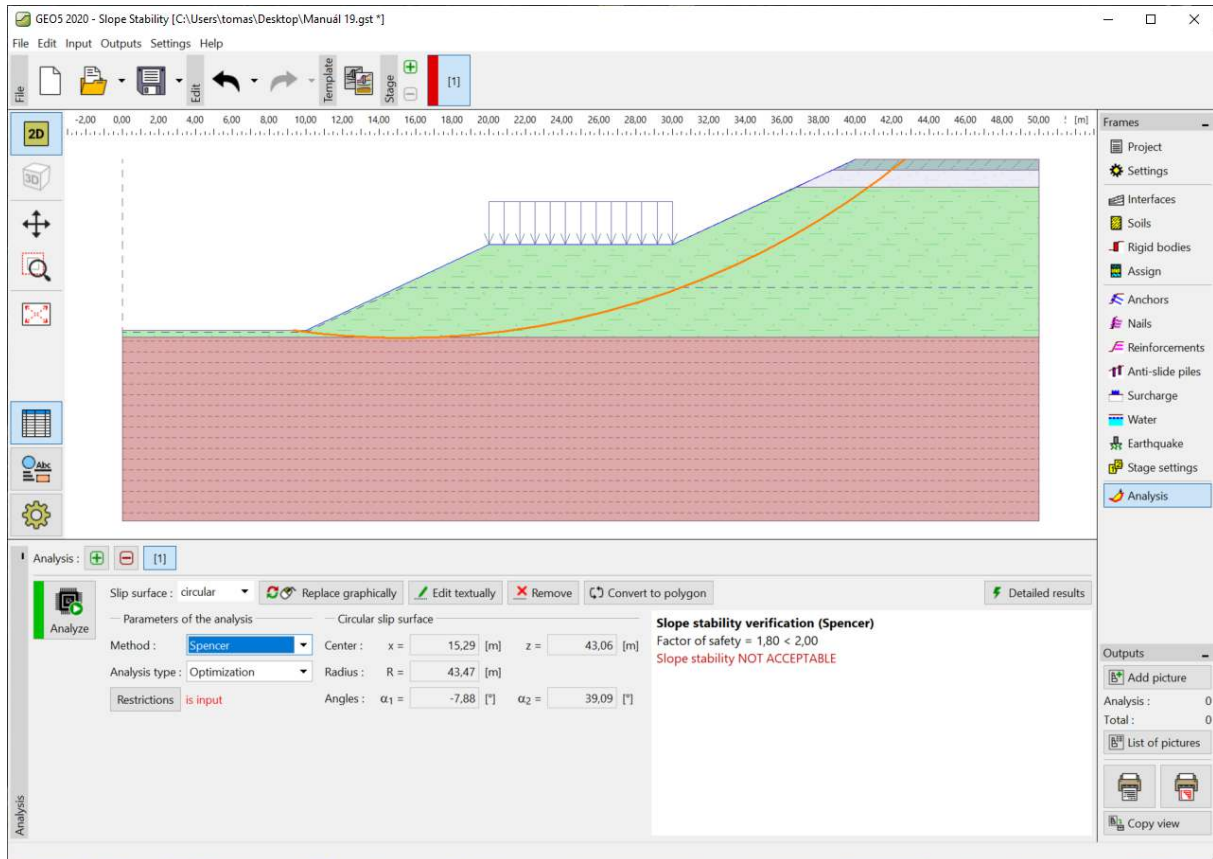 GEO5 2020 - Slope Stability [C:\Users\tomas\Desktop\Manuál 19.gst *]
File Edit Input Outputs Settings Help
File
Edit
Template
Stage
[1]
2D
3D
Abc
-2,00 0,00 2,00 4,00 6,00 8,00 10,00 12,00 14,00 16,00 18,00 20,00 22,00 24,00 26,00 28,00 30,00 32,00 34,00 36,00 38,00 40,00 42,00 44,00 46,00 48,00 50,00 [m]
Frames
Project
Settings
Interfaces
Soils
Rigid bodies
Assign
Anchors
Nails
Reinforcements
Anti-slide piles
Surcharge
Water
Earthquake
Stage settings
Analysis
Analysis : [1]
Analyze
Slip surface : circular Replace graphically Edit textually Remove Convert to polygon Detailed results
Parameters of the analysis
Method : Spencer
Analysis type : Optimization
Restrictions is input
Circular slip surface
Center : x = 15,29 [m] z = 43,06 [m]
Radius : R = 43,47 [m]
Angles : α1 = -7,88 [°] α2 = 39,09 [°]
Slope stability verification (Spencer)
Factor of safety = 1,80 < 2,00
Slope stability NOT ACCEPTABLE
Analysis
Outputs
Add picture
Analysis : 0
Total : 0
List of pictures
Copy view